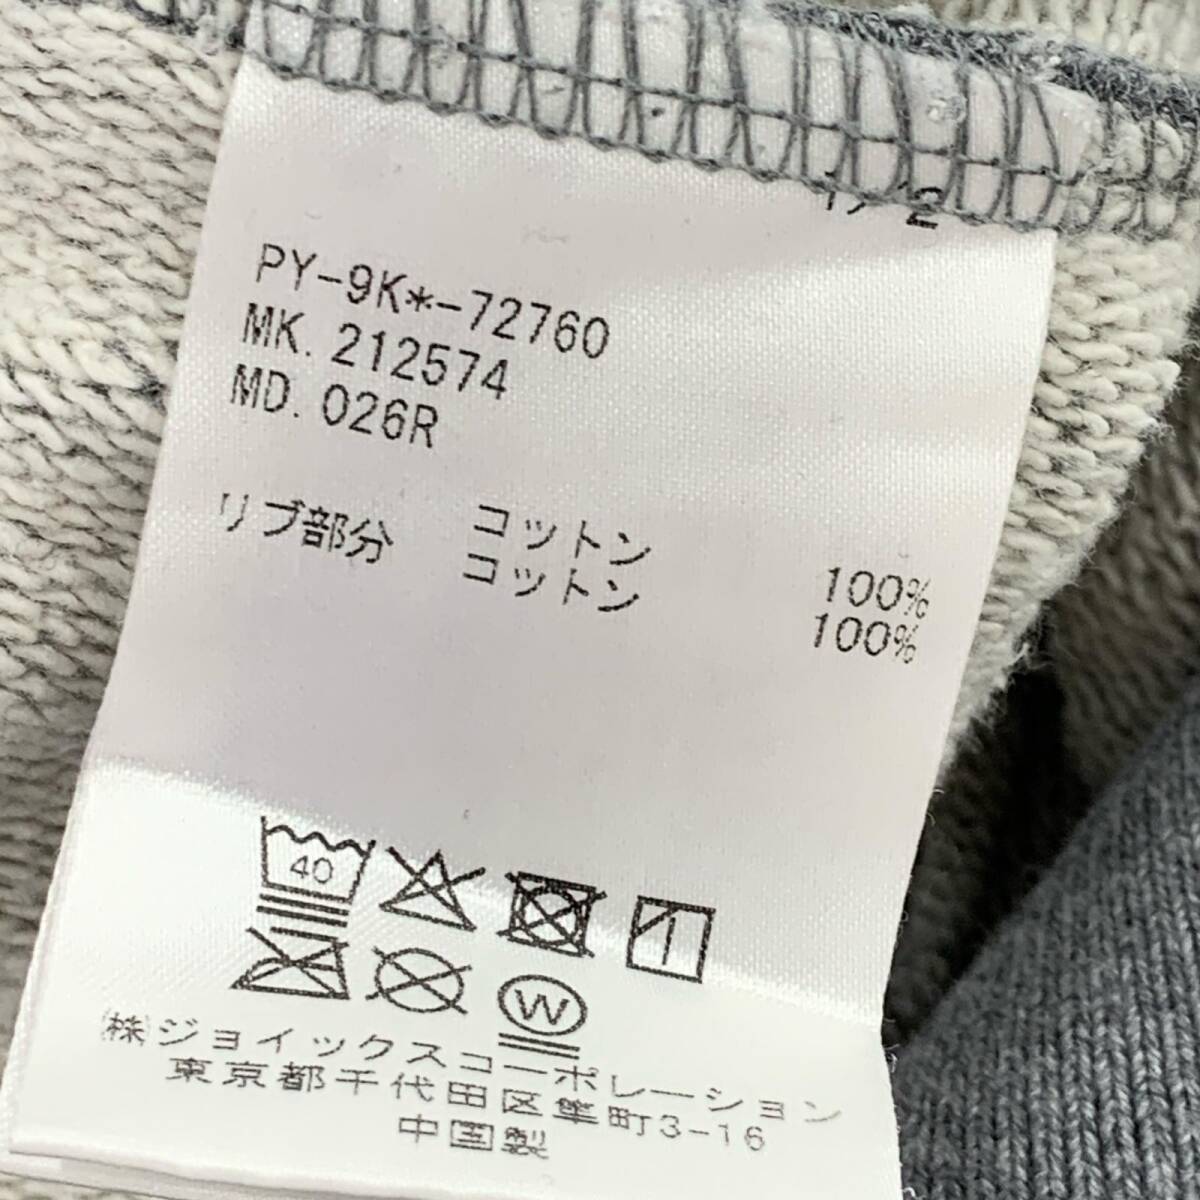 1/2
PY-9K*-72760
MK. 212574
MD. 026R
コットン 100%
リブ部分 コットン 100%
40
W
(株)ジョイックスコーポレーション
東京都千代田区隼町3-16
中国製